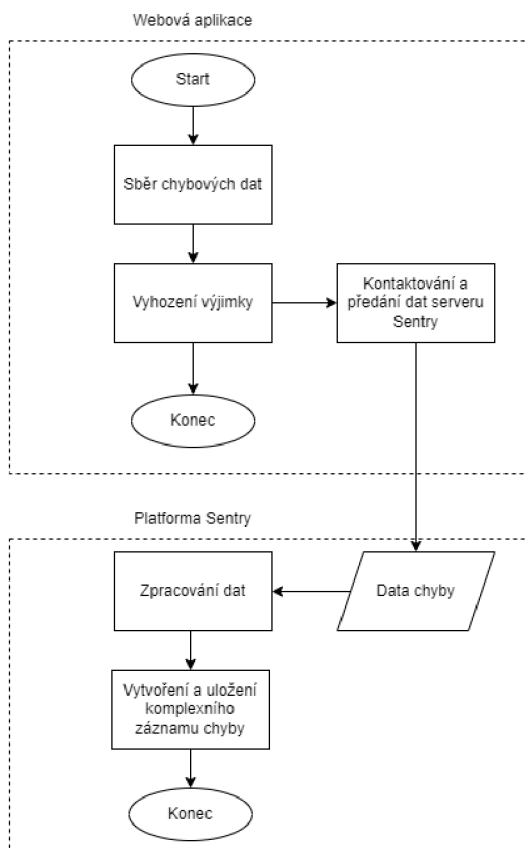 Webová aplikace
Start
Sběr chybových dat
Vyhození výjimky
Kontaktování a
předání dat serveru
Sentry
Konec
Platforma Sentry
Zpracování dat
Data chyby
Vytvoření a uložení
komplexního
záznamu chyby
Konec